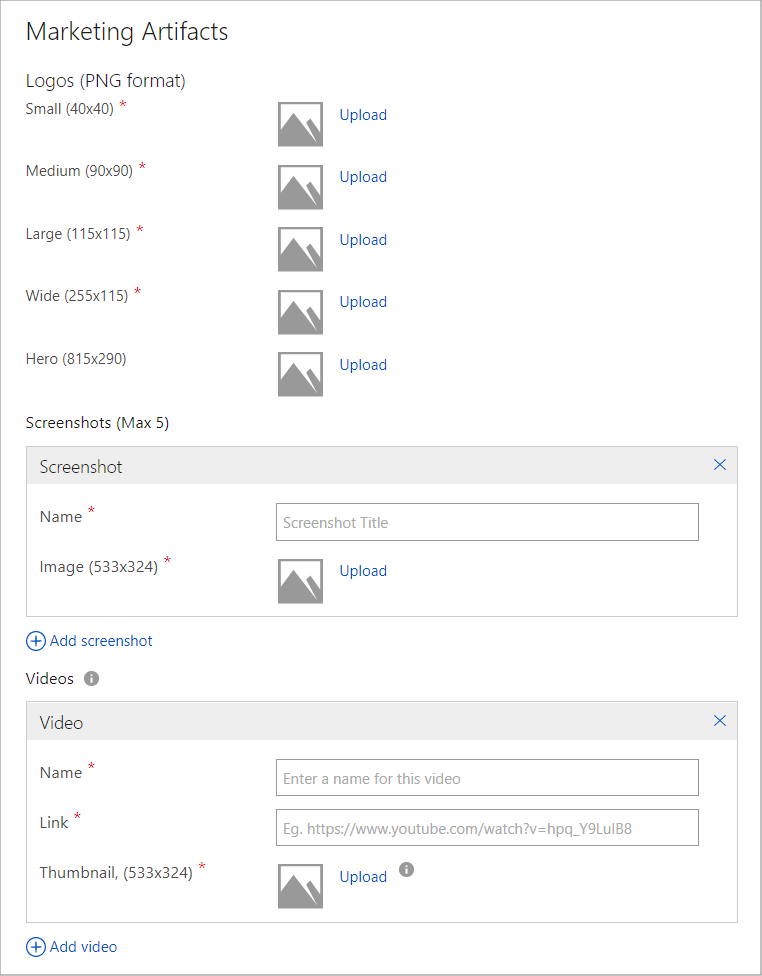 Marketing Artifacts
Logos (PNG format)
Small (40x40) * Upload
Medium (90x90) * Upload
Large (115x115) * Upload
Wide (255x115) * Upload
Hero (815x290) Upload
Screenshots (Max 5)
Screenshot
Name * Screenshot Title
Image (533x324) * Upload
Add screenshot
Videos
Video
Name * Enter a name for this video
Link * Eg. https://www.youtube.com/watch?v=hpq_Y9LuIB8
Thumbnail, (533x324) * Upload
Add video